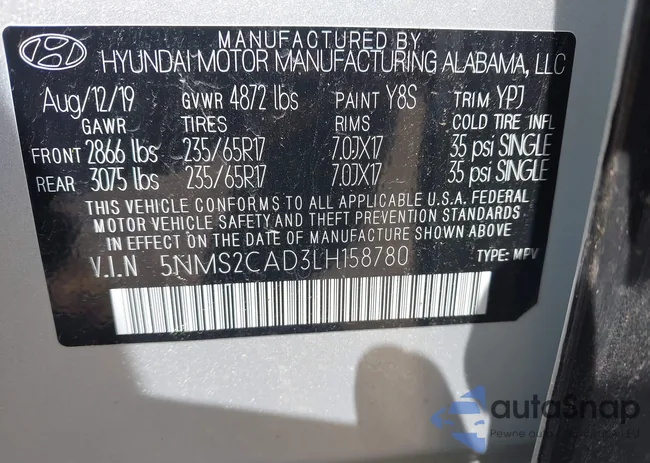 MANUFACTURED BY
HYUNDAI MOTOR MANUFACTURING ALABAMA, LLC
Aug/12/19 GVWR 4872 lbs PAINT Y8S TRIM YPJ
GAWR TIRES RIMS COLD TIRE INFL
FRONT 2866 lbs 235/65R17 7.0JX17 35 psi SINGLE
REAR 3075 lbs 235/65R17 7.0JX17 35 psi SINGLE
THIS VEHICLE CONFORMS TO ALL APPLICABLE U.S.A. FEDERAL
MOTOR VEHICLE SAFETY AND THEFT PREVENTION STANDARDS
IN EFFECT ON THE DATE OF MANUFACTURE SHOWN ABOVE
V.I.N 5NMS2CAD3LH158780 TYPE: MPV
autoSnap
Pewne auta